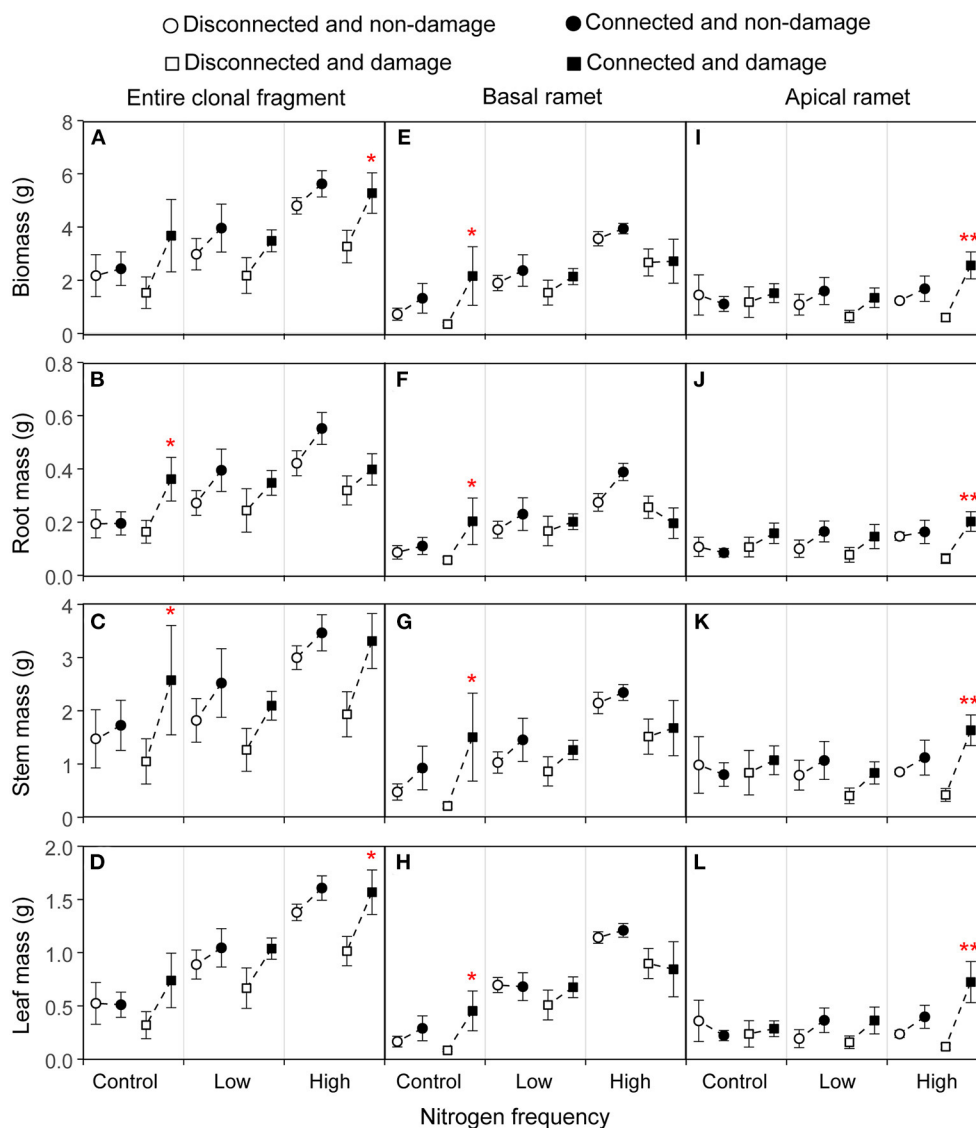 Disconnected and non-damage
Connected and non-damage
Disconnected and damage
Connected and damage
Entire clonal fragment
Basal ramet
Apical ramet
A
E
I
*
*
**
Biomass (g)
8
6
4
2
0
B
F
J
*
*
**
Root mass (g)
0.8
0.6
0.4
0.2
0.0
C
G
K
*
*
**
Stem mass (g)
4
3
2
1
0
D
H
L
*
*
**
Leaf mass (g)
2.0
1.5
1.0
0.5
0.0
Control Low High Control Low High Control Low High
Nitrogen frequency